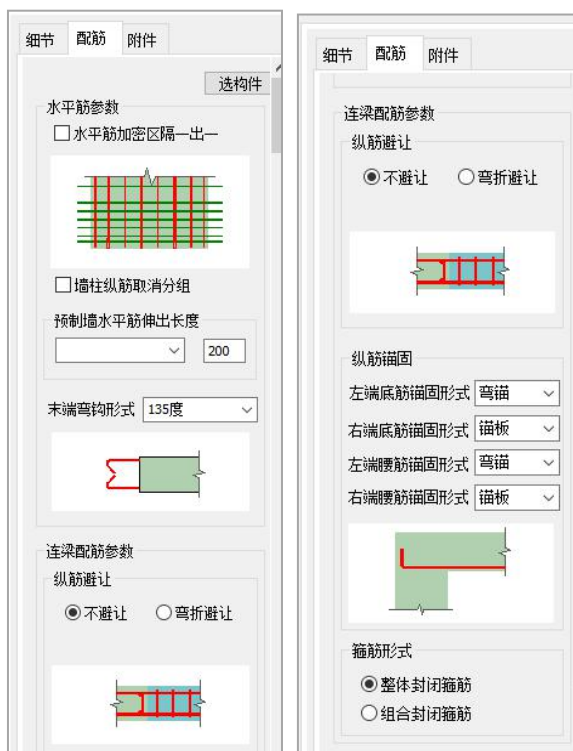 细节 配筋 附件
选构件
水平筋参数
水平筋加密区隔一出一
墙柱纵筋取消分组
预制墙水平筋伸出长度
200
末端弯钩形式 135度
连梁配筋参数
纵筋避让
不避让 弯折避让
细节 配筋 附件
连梁配筋参数
纵筋避让
不避让 弯折避让
纵筋锚固
左端底筋锚固形式 弯锚
右端底筋锚固形式 锚板
左端腰筋锚固形式 弯锚
右端腰筋锚固形式 锚板
箍筋形式
整体封闭箍筋
组合封闭箍筋